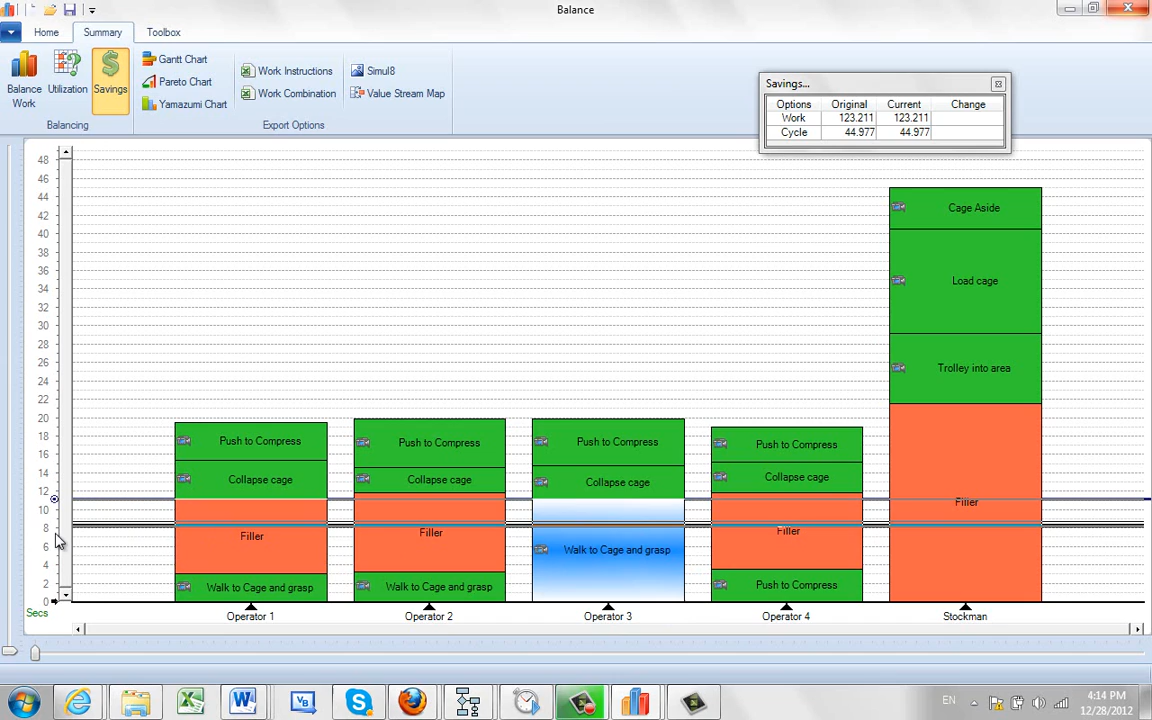 Balance
Home Summary Toolbox
Balance Work
Utilization
Savings
Balancing
Gantt Chart
Pareto Chart
Yamazumi Chart
Work Instructions
Work Combination
Simul8
Value Stream Map
Export Options
Savings...
Options Original Current Change
Work 123.211 123.211
Cycle 44.977 44.977
48
46
44
42
40
38
36
34
32
30
28
26
24
22
20
18
16
14
12
10
8
6
4
2
0
Secs
Push to Compress
Collapse cage
Filler
Walk to Cage and grasp
Push to Compress
Collapse cage
Filler
Walk to Cage and grasp
Push to Compress
Collapse cage
Walk to Cage and grasp
Push to Compress
Collapse cage
Filler
Push to Compress
Cage Aside
Load cage
Trolley into area
Filler
Operator 1 Operator 2 Operator 3 Operator 4 Stockman
EN
4:14 PM
12/28/2012